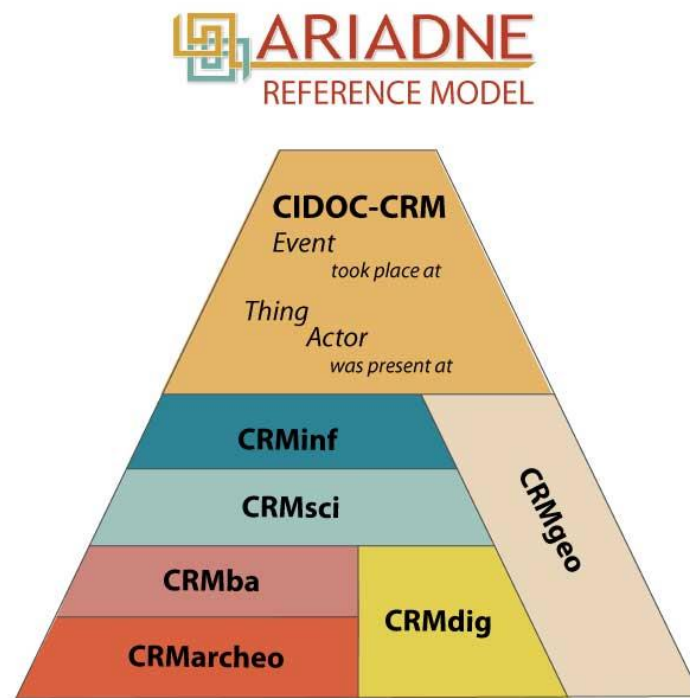 ARIADNE
REFERENCE MODEL
CIDOC-CRM
Event
took place at
Thing
Actor
was present at
CRMinf
CRMsci
CRMgeo
CRMba
CRMdig
CRMarcheo